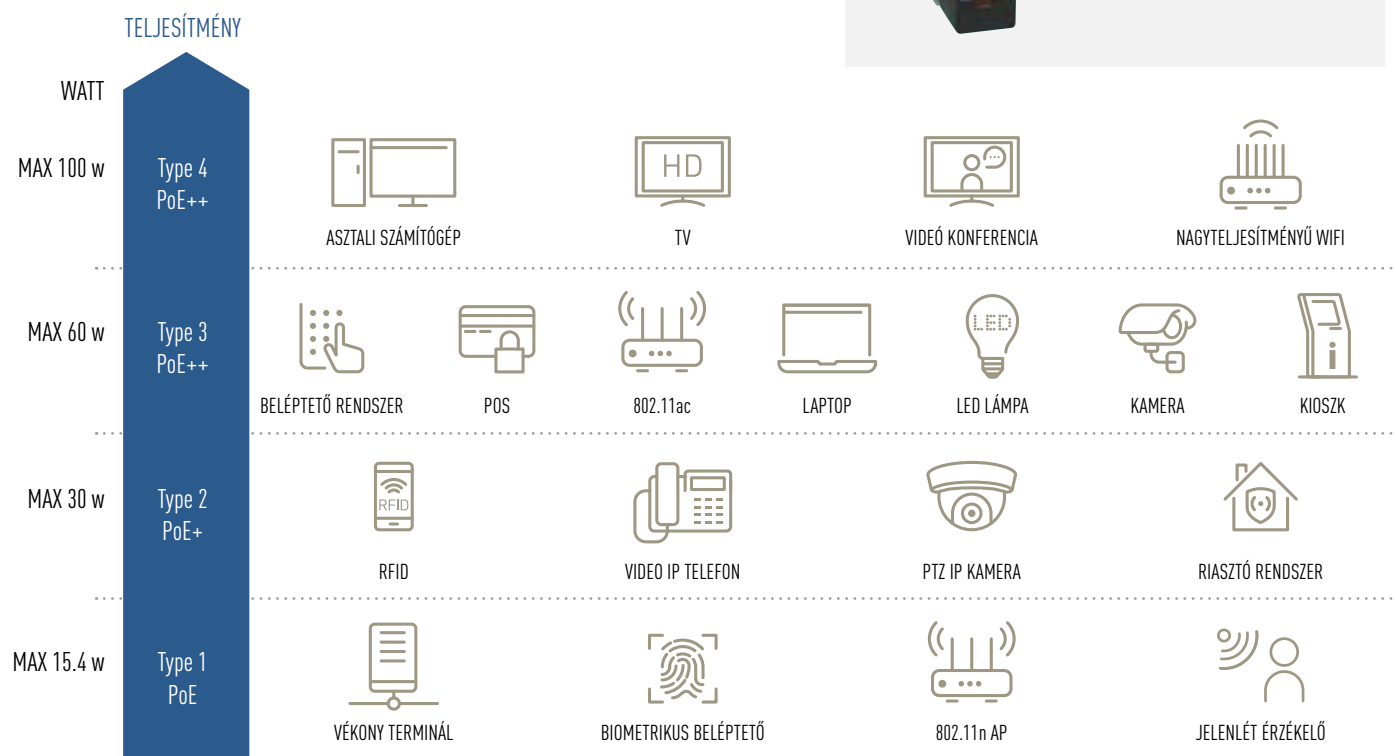 TELJESÍTMÉNY
WATT
MAX 100 w
Type 4
PoE++
HD
ASZTALI SZÁMÍTÓGÉP
TV
VIDEÓ KONFERENCIA
NAGYTELJESÍTMÉNYŰ WIFI
MAX 60 w
Type 3
PoE++
LED
BELÉPTETŐ RENDSZER
POS
802.11ac
LAPTOP
LED LÁMPA
KAMERA
KIOSZK
MAX 30 w
Type 2
PoE+
RFID
RFID
VIDEO IP TELEFON
PTZ IP KAMERA
RIASZTÓ RENDSZER
MAX 15.4 w
Type 1
PoE
VÉKONY TERMINÁL
BIOMETRIKUS BELÉPTETŐ
802.11n AP
JELENLÉT ÉRZÉKELŐ